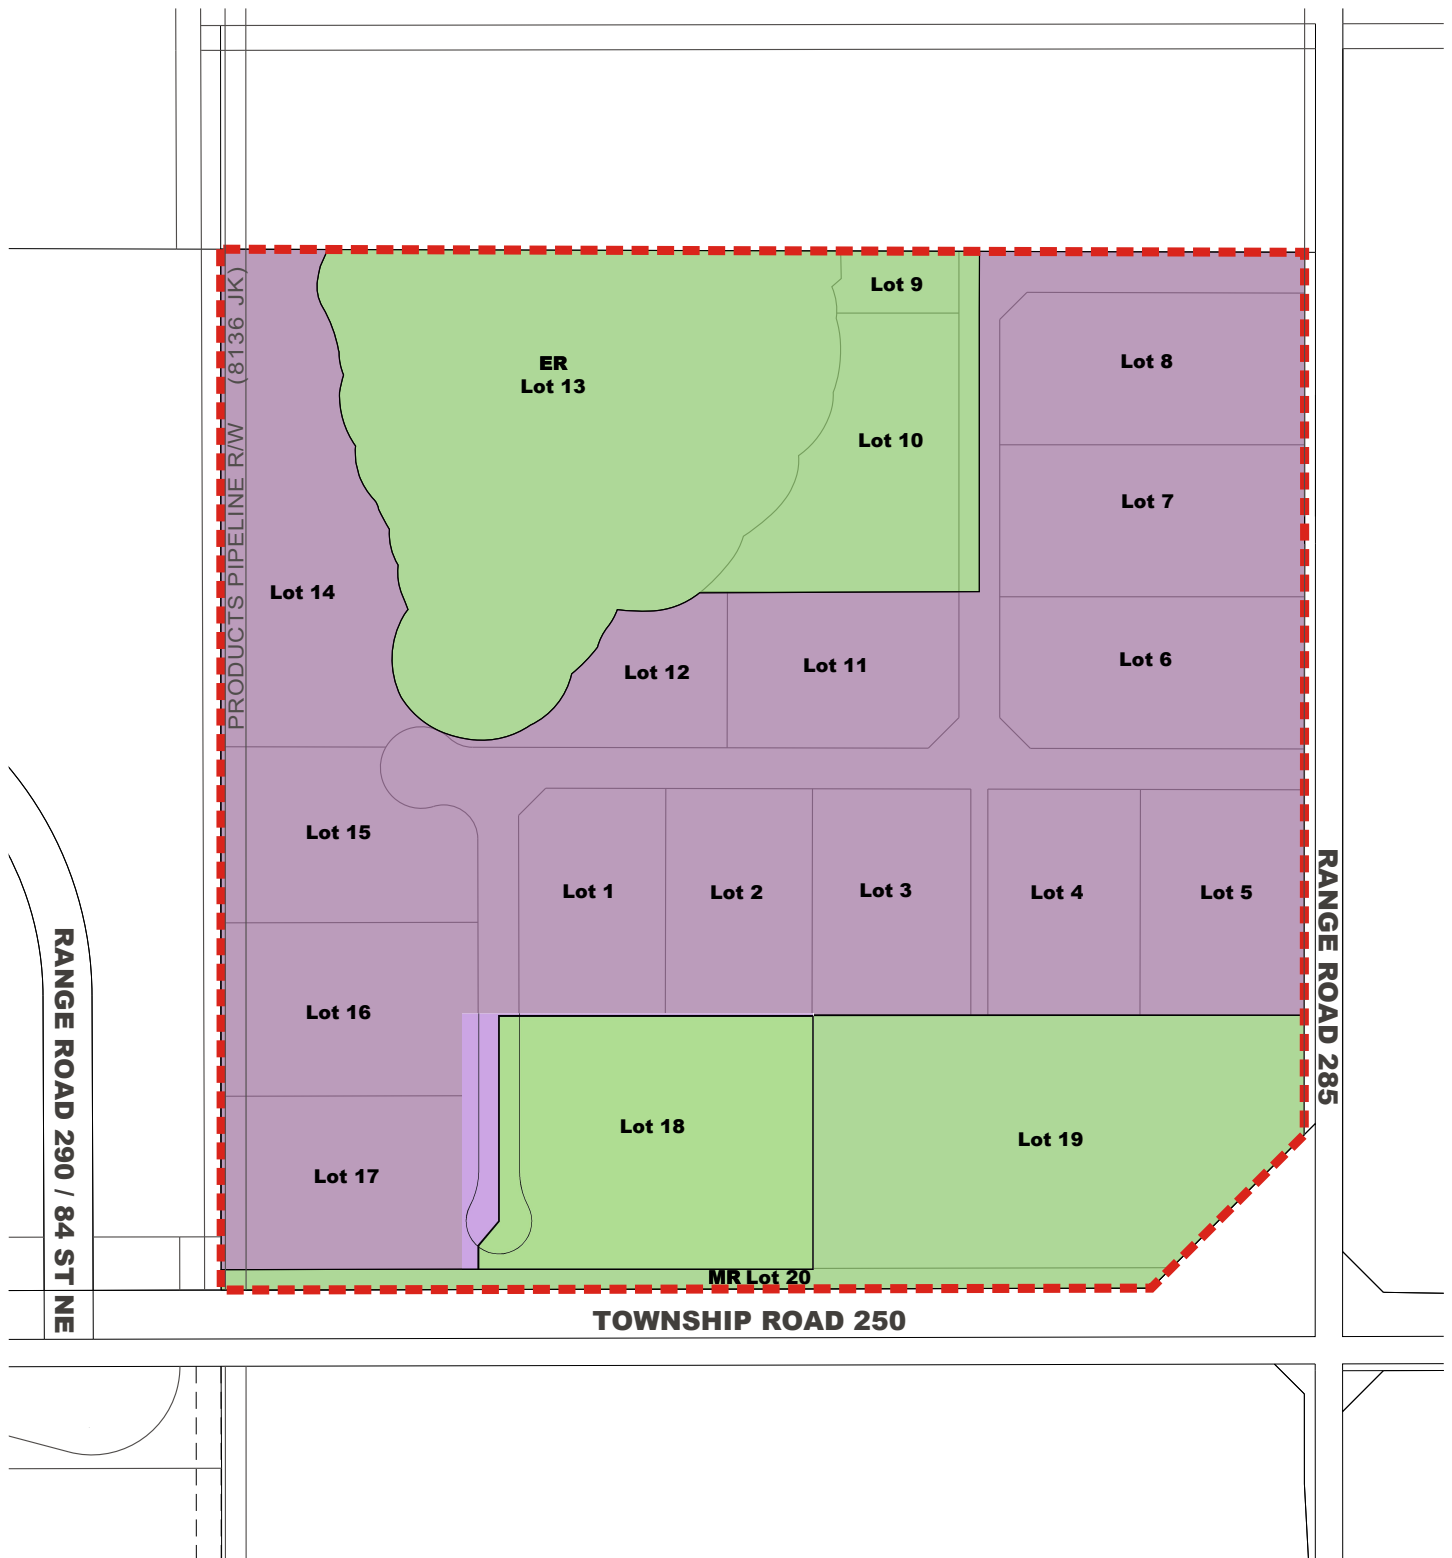 PRODUCTS PIPELINE R/W (8136 JK)
Lot 9
ER
Lot 13
Lot 8
Lot 10
Lot 7
Lot 14
Lot 6
Lot 11
Lot 12
Lot 15
Lot 1
Lot 2
Lot 3
Lot 4
Lot 5
RANGE ROAD 285
Lot 16
RANGE ROAD 290 / 84 ST NE
Lot 18
Lot 19
Lot 17
MR Lot 20
TOWNSHIP ROAD 250